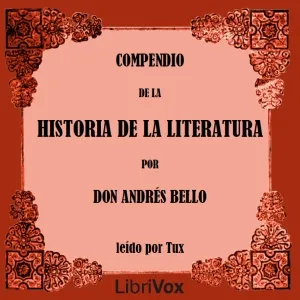 COMPENDIO
DE LA
HISTORIA DE LA LITERATURA
POR
DON ANDRÉS BELLO
leído por Tux
LibriVox